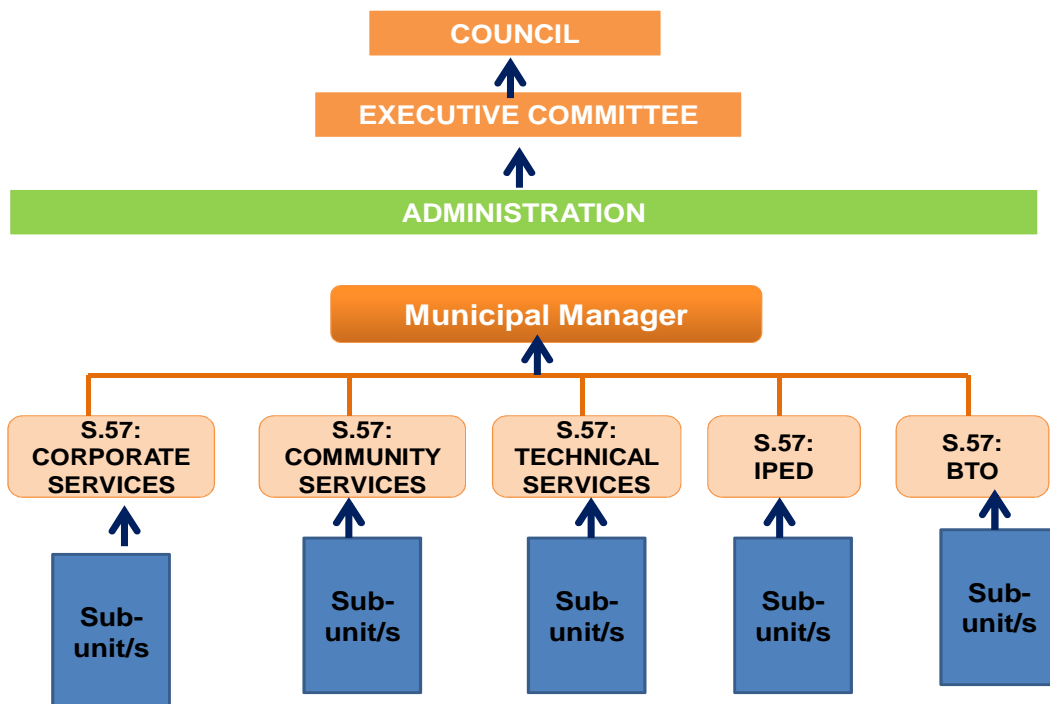 COUNCIL
EXECUTIVE COMMITTEE
ADMINISTRATION
Municipal Manager
S.57:
CORPORATE
SERVICES
S.57:
COMMUNITY
SERVICES
S.57:
TECHNICAL
SERVICES
S.57:
IPED
S.57:
BTO
Sub-
unit/s
Sub-
unit/s
Sub-
unit/s
Sub-
unit/s
Sub-
unit/s